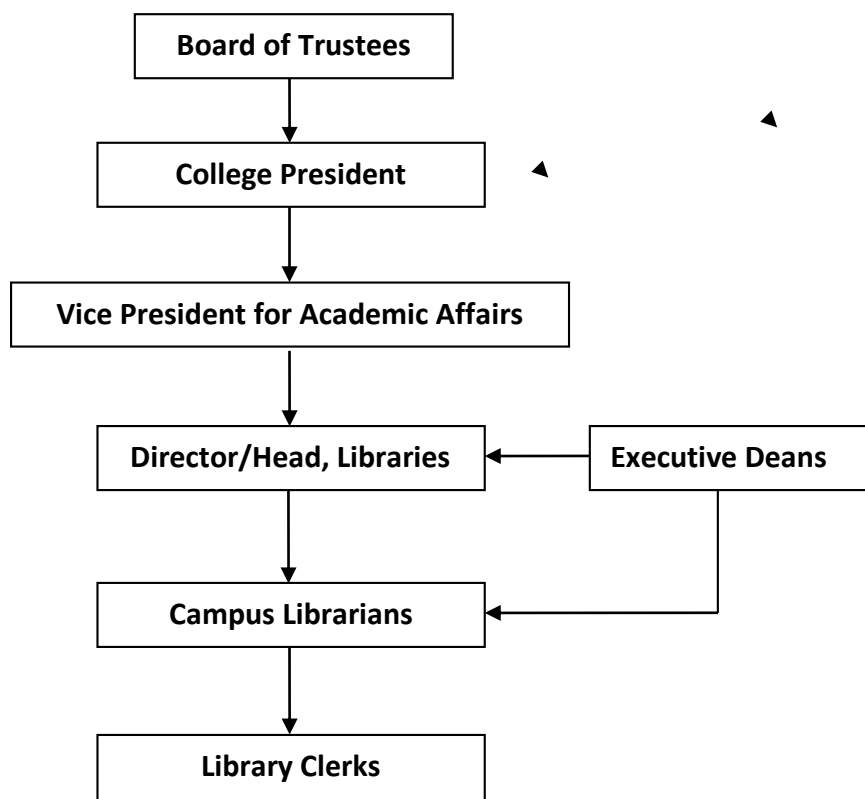 Board of Trustees
College President
Vice President for Academic Affairs
Director/Head, Libraries
Executive Deans
Campus Librarians
Library Clerks